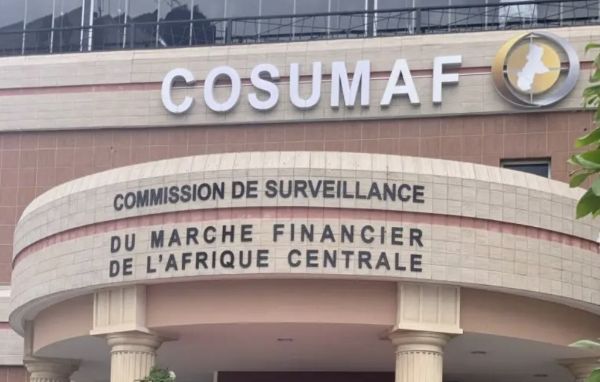 COSUMAF
COMMISSION DE SURVEILLANCE
DU MARCHE FINANCIER
DE L'AFRIQUE CENTRALE